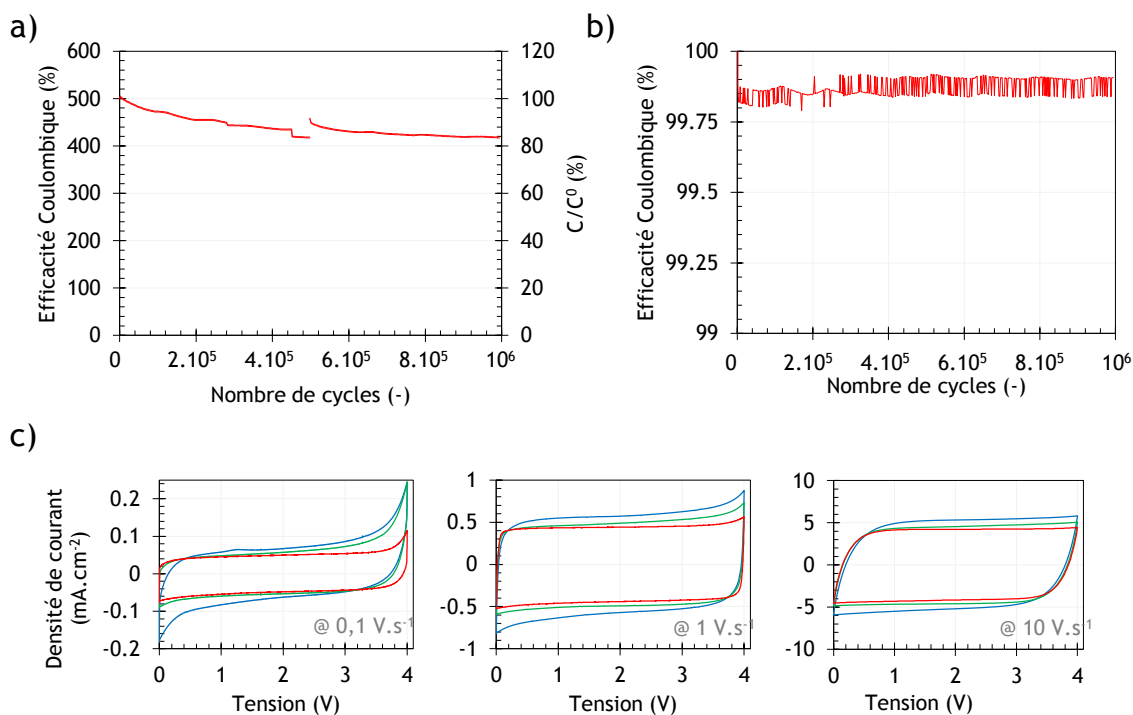 a)
600
500
400
300
200
100
0
Efficacité Coulombique (%)
120
100
80
60
40
20
0
C/C⁰ (%)
0
2.10⁵
4.10⁵
6.10⁵
8.10⁵
10⁶
Nombre de cycles (-)
b)
100
99.75
99.5
99.25
99
Efficacité Coulombique (%)
0
2.10⁵
4.10⁵
6.10⁵
8.10⁵
10⁶
Nombre de cycles (-)
c)
Densité de courant
(mA.cm⁻²)
0.2
0.1
0
-0.1
-0.2
@ 0,1 V.s⁻¹
0 1 2 3 4
Tension (V)
1
0.5
0
-0.5
-1
@ 1 V.s⁻¹
0 1 2 3 4
Tension (V)
10
5
0
-5
-10
@ 10 V.s⁻¹
0 1 2 3 4
Tension (V)